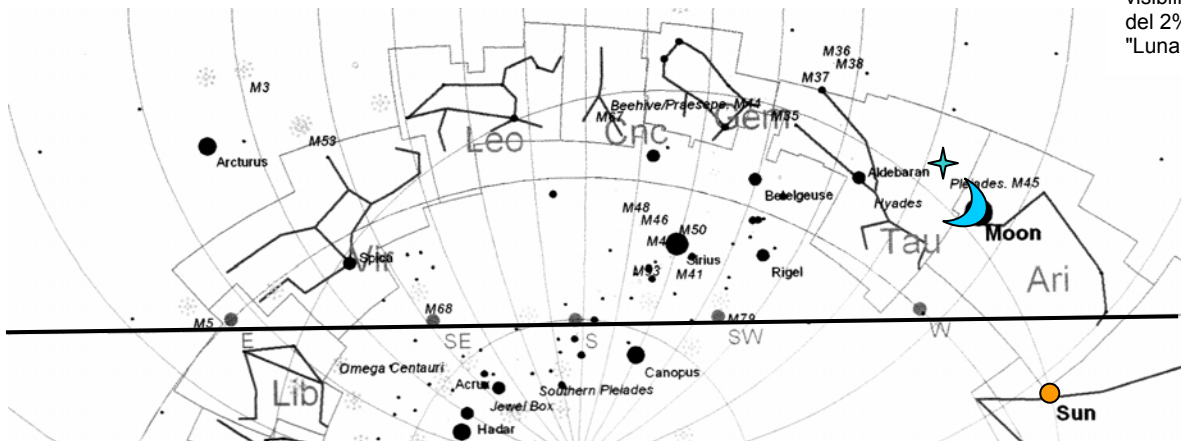 visibili
del 2%
"Luna
M36
M38
M37
M3
Beehive/Praesepe. M44
M67
Gem
M35
Cnc
Leo
M53
Arcturus
Aldebaran
Pleiades. M45
Betelgeuse
Hyades
M48
M46
M50
Moon
Tau
Spica
Vir
Sirius
M93
M41
Rigel
Ari
M5
M68
M79
E
SE
S
SW
W
Omega Centauri
Canopus
Acrux
Southern Pleiades
Lib
Jewel Box
Sun
Hadar